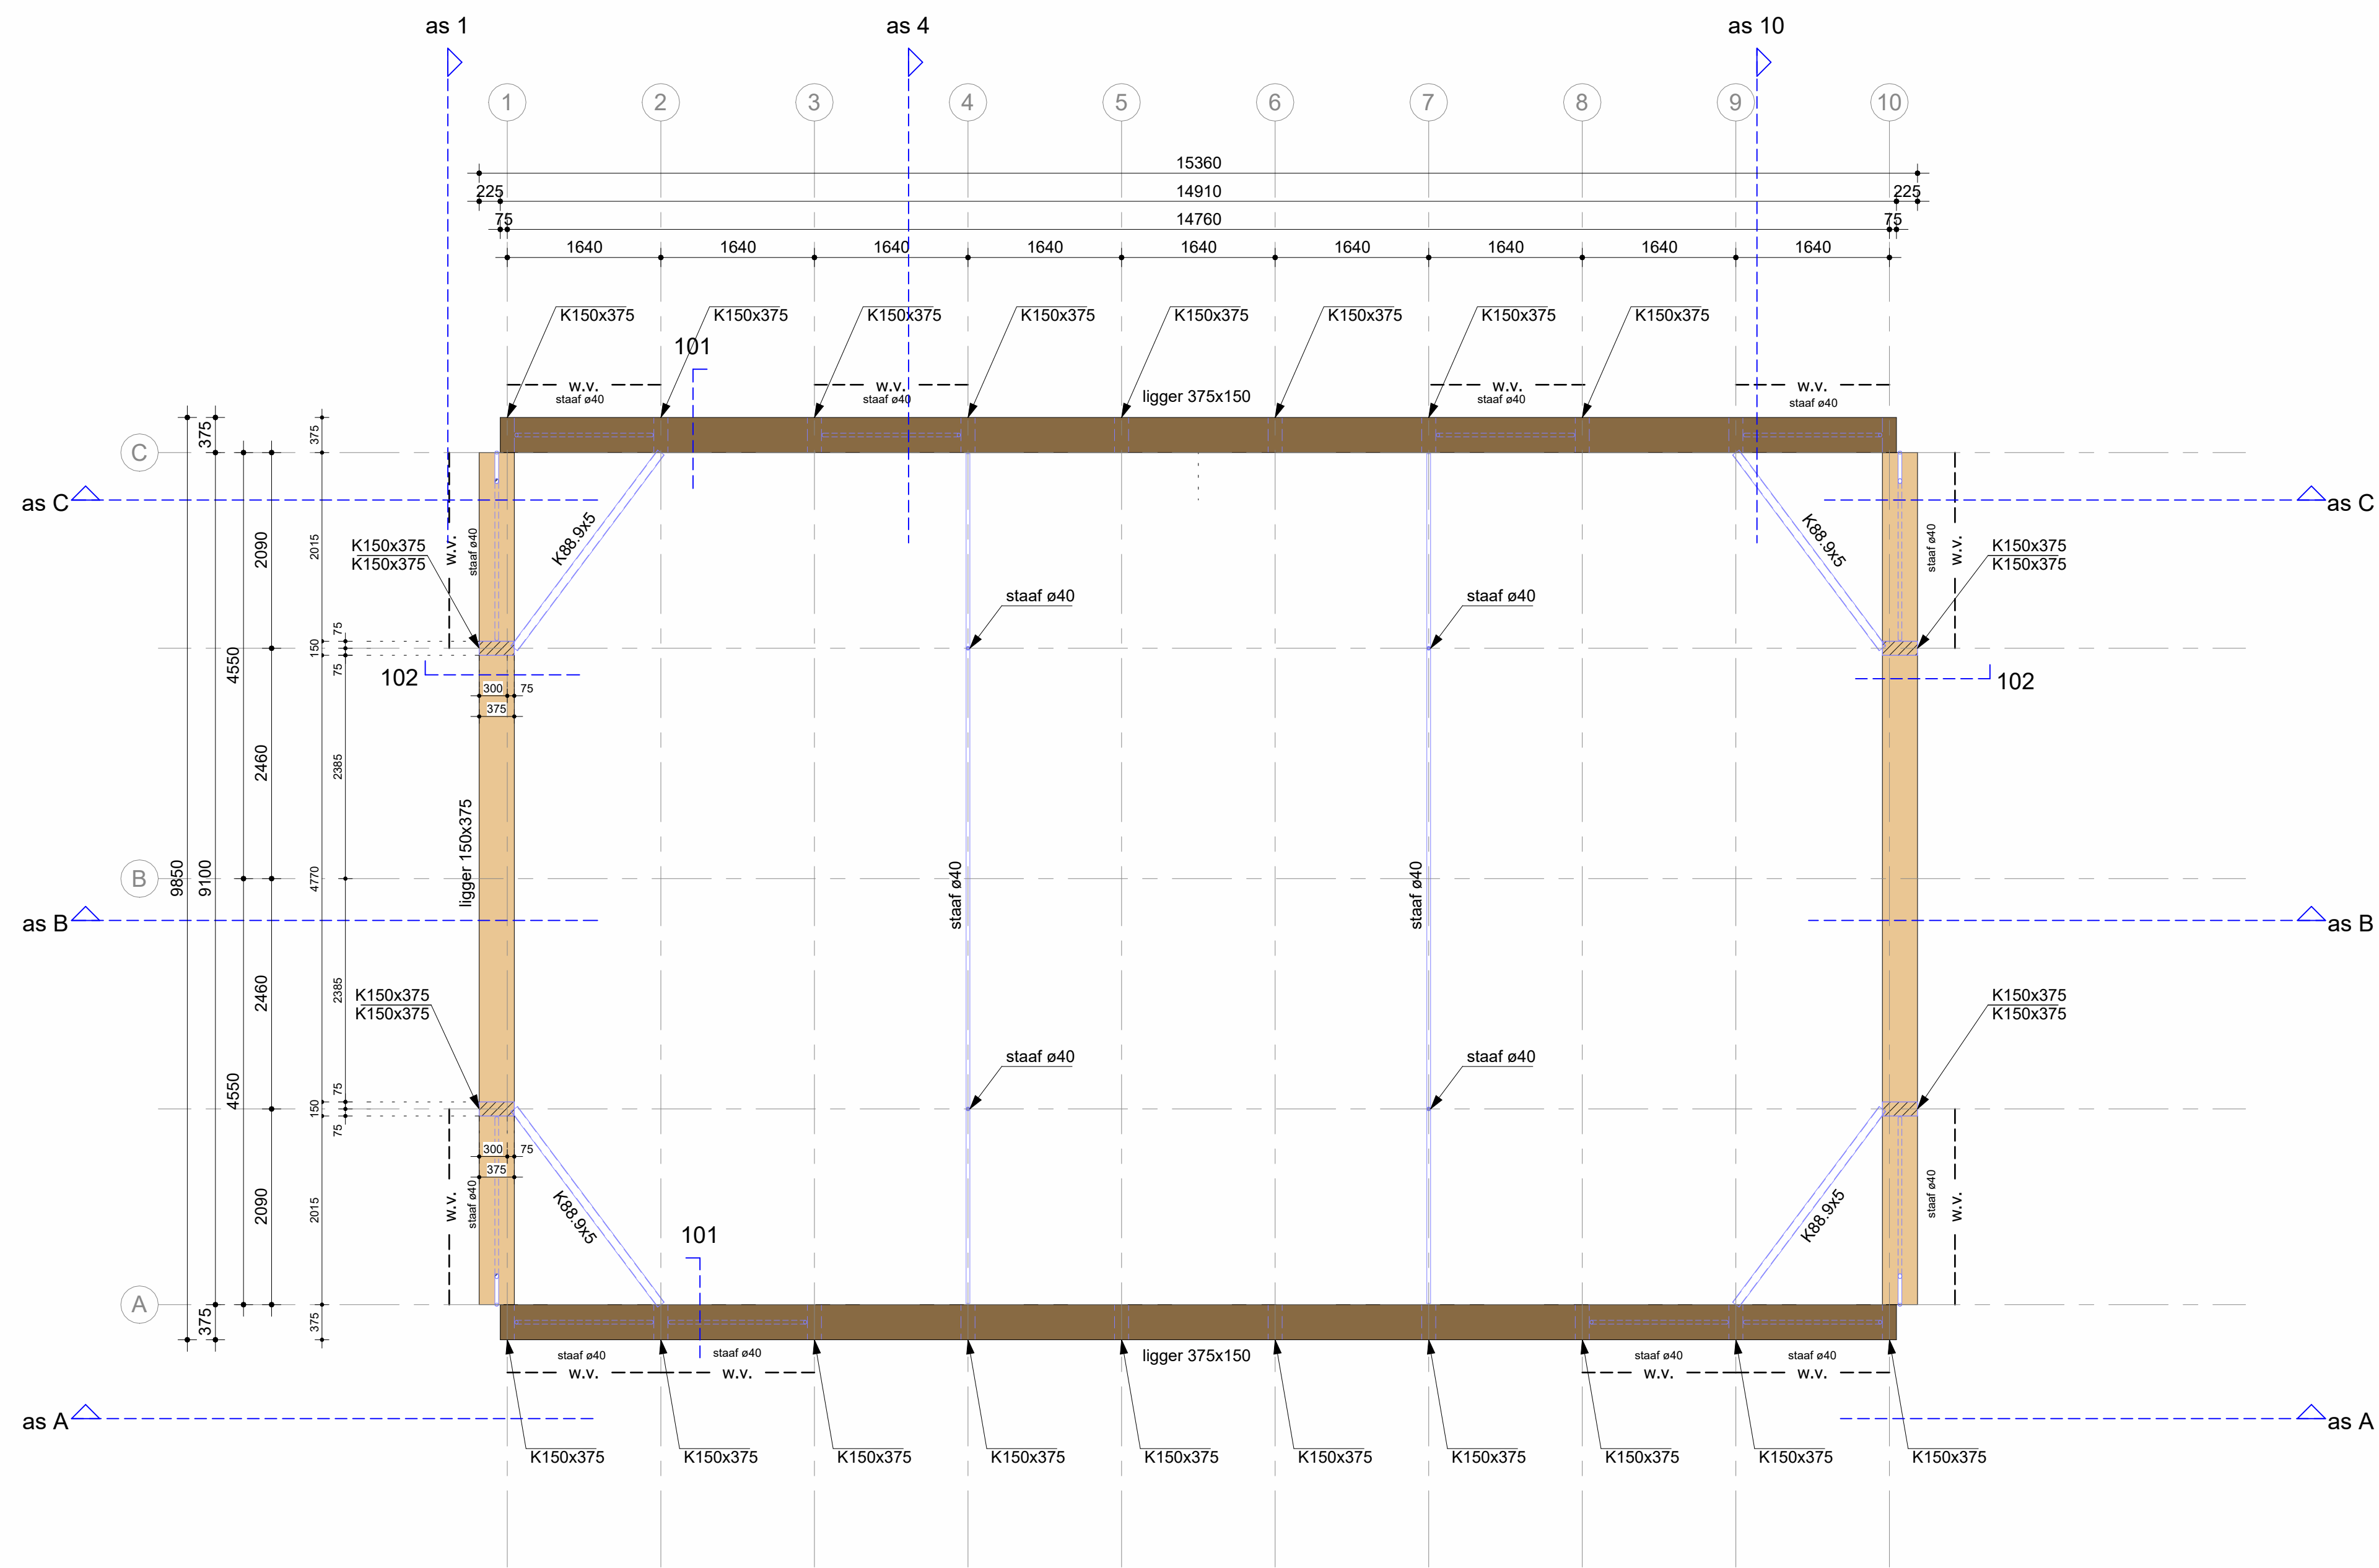 as 1
as 4
as 10
1
2
3
4
5
6
7
8
9
10
15360
225
14910
225
75
14760
75
1640
1640
1640
1640
1640
1640
1640
1640
1640
K150x375
K150x375
K150x375
K150x375
K150x375
K150x375
K150x375
K150x375
101
w.v.
staaf ø40
w.v.
staaf ø40
ligger 375x150
w.v.
staaf ø40
w.v.
staaf ø40
C
375
375
as C
as C
2090
2015
w.v.
staaf ø40
K88.9x5
K88.9x5
staaf ø40
w.v.
K150x375
K150x375
K150x375
K150x375
staaf ø40
staaf ø40
4550
75
150
75
102
102
300
75
375
2460
2385
ligger 150x375
B
9850
9100
4770
staaf ø40
staaf ø40
as B
as B
2460
2385
K150x375
K150x375
K150x375
K150x375
staaf ø40
staaf ø40
4550
75
150
75
300
75
375
2090
2015
w.v.
staaf ø40
K88.9x5
K88.9x5
staaf ø40
w.v.
101
A
375
375
staaf ø40
w.v.
staaf ø40
w.v.
ligger 375x150
staaf ø40
w.v.
staaf ø40
w.v.
as A
as A
K150x375
K150x375
K150x375
K150x375
K150x375
K150x375
K150x375
K150x375
K150x375
K150x375